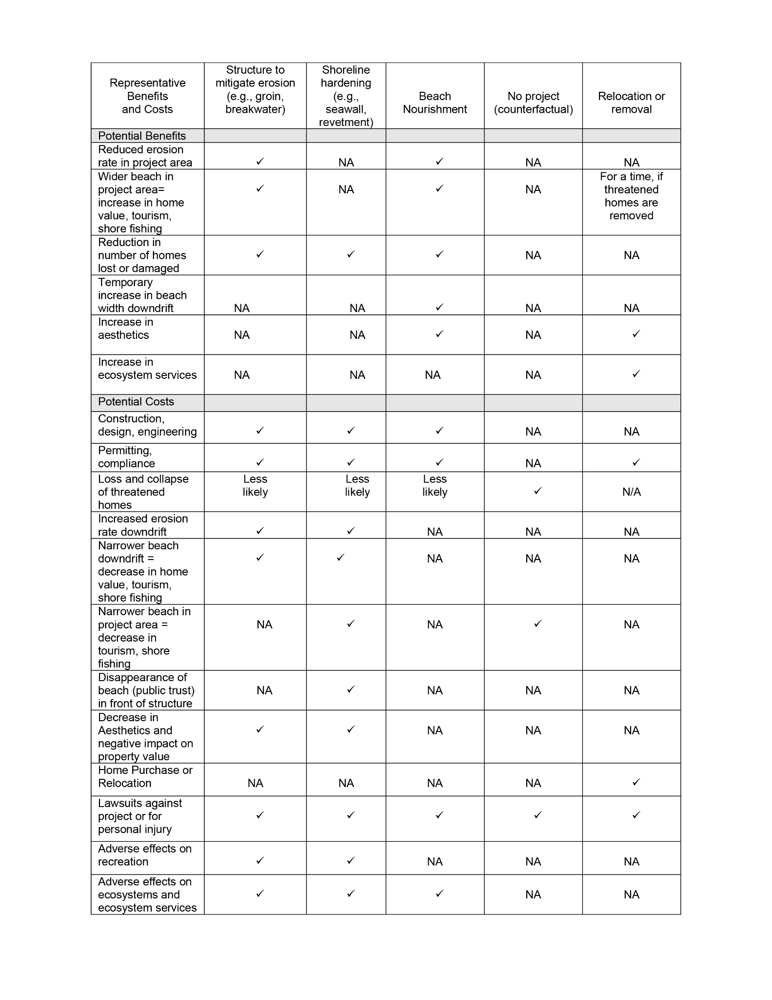 Representative
Benefits
and Costs
Structure to
mitigate erosion
(e.g., groin,
breakwater)
Shoreline
hardening
(e.g.,
seawall,
revetment)
Beach
Nourishment
No project
(counterfactual)
Relocation or
removal
Potential Benefits
Reduced erosion
rate in project area
✓
NA
✓
NA
NA
Wider beach in
project area=
increase in home
value, tourism,
shore fishing
✓
NA
✓
NA
For a time, if
threatened
homes are
removed
Reduction in
number of homes
lost or damaged
✓
✓
✓
NA
NA
Temporary
increase in beach
width downdrift
NA
NA
✓
NA
NA
Increase in
aesthetics
NA
NA
✓
NA
✓
Increase in
ecosystem services
NA
NA
NA
NA
✓
Potential Costs
Construction,
design, engineering
✓
✓
✓
NA
NA
Permitting,
compliance
✓
✓
✓
NA
✓
Loss and collapse
of threatened
homes
Less
likely
Less
likely
Less
likely
✓
N/A
Increased erosion
rate downdrift
✓
✓
NA
NA
NA
Narrower beach
downdrift =
decrease in home
value, tourism,
shore fishing
✓
✓
NA
NA
NA
Narrower beach in
project area =
decrease in
tourism, shore
fishing
NA
✓
NA
✓
NA
Disappearance of
beach (public trust)
in front of structure
NA
✓
NA
NA
NA
Decrease in
Aesthetics and
negative impact on
property value
✓
✓
NA
NA
NA
Home Purchase or
Relocation
NA
NA
NA
NA
✓
Lawsuits against
project or for
personal injury
✓
✓
✓
✓
✓
Adverse effects on
recreation
✓
✓
NA
NA
NA
Adverse effects on
ecosystems and
ecosystem services
✓
✓
✓
NA
NA